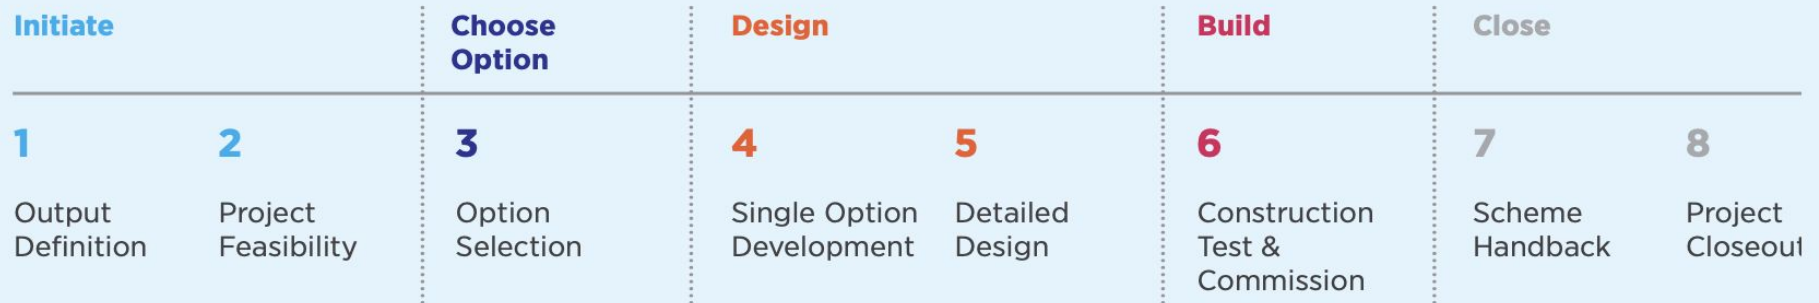 Initiate
Choose
Option
Design
Build
Close
1
2
3
4
5
6
7
8
Output
Definition
Project
Feasibility
Option
Selection
Single Option
Development
Detailed
Design
Construction
Test &
Commission
Scheme
Handback
Project
Closeout